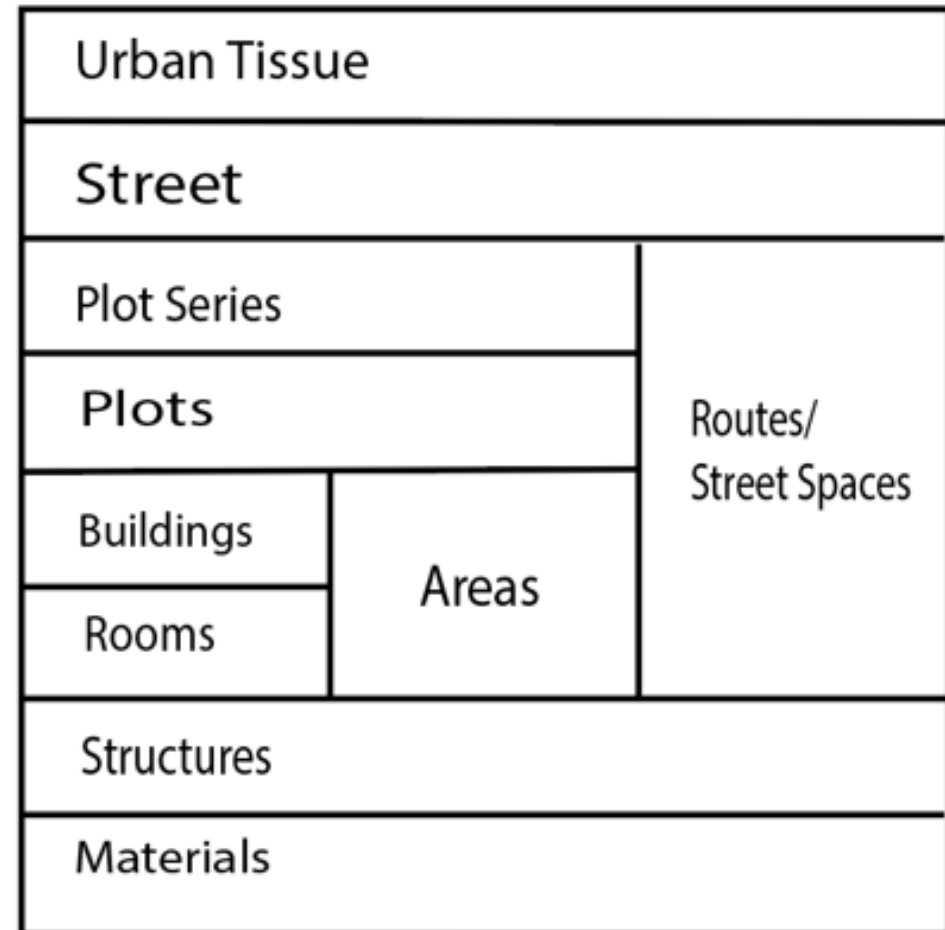 Urban Tissue
Street
Plot Series
Plots
Routes/
Street Spaces
Buildings
Areas
Rooms
Structures
Materials